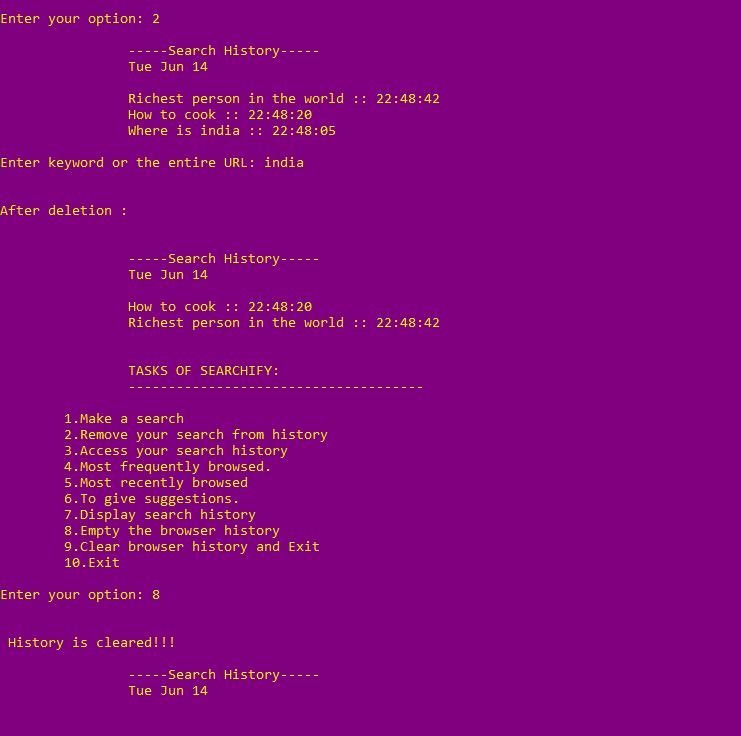 Enter your option: 2
-----Search History-----
Tue Jun 14
Richest person in the world :: 22:48:42
How to cook :: 22:48:20
Where is india :: 22:48:05
Enter keyword or the entire URL: india
After deletion :
-----Search History-----
Tue Jun 14
How to cook :: 22:48:20
Richest person in the world :: 22:48:42
TASKS OF SEARCHIFY:
-------------------------------------
1.Make a search
2.Remove your search from history
3.Access your search history
4.Most frequently browsed.
5.Most recently browsed
6.To give suggestions.
7.Display search history
8.Empty the browser history
9.Clear browser history and Exit
10.Exit
Enter your option: 8
History is cleared!!!
-----Search History-----
Tue Jun 14